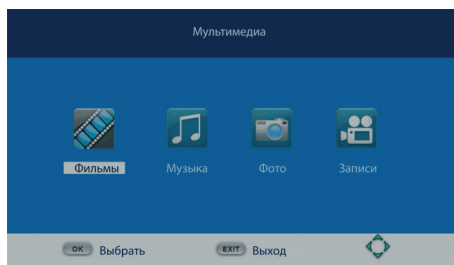 Мультимедиа
Фильмы Музыка Фото Записи
OK Выбрать EXIT Выход